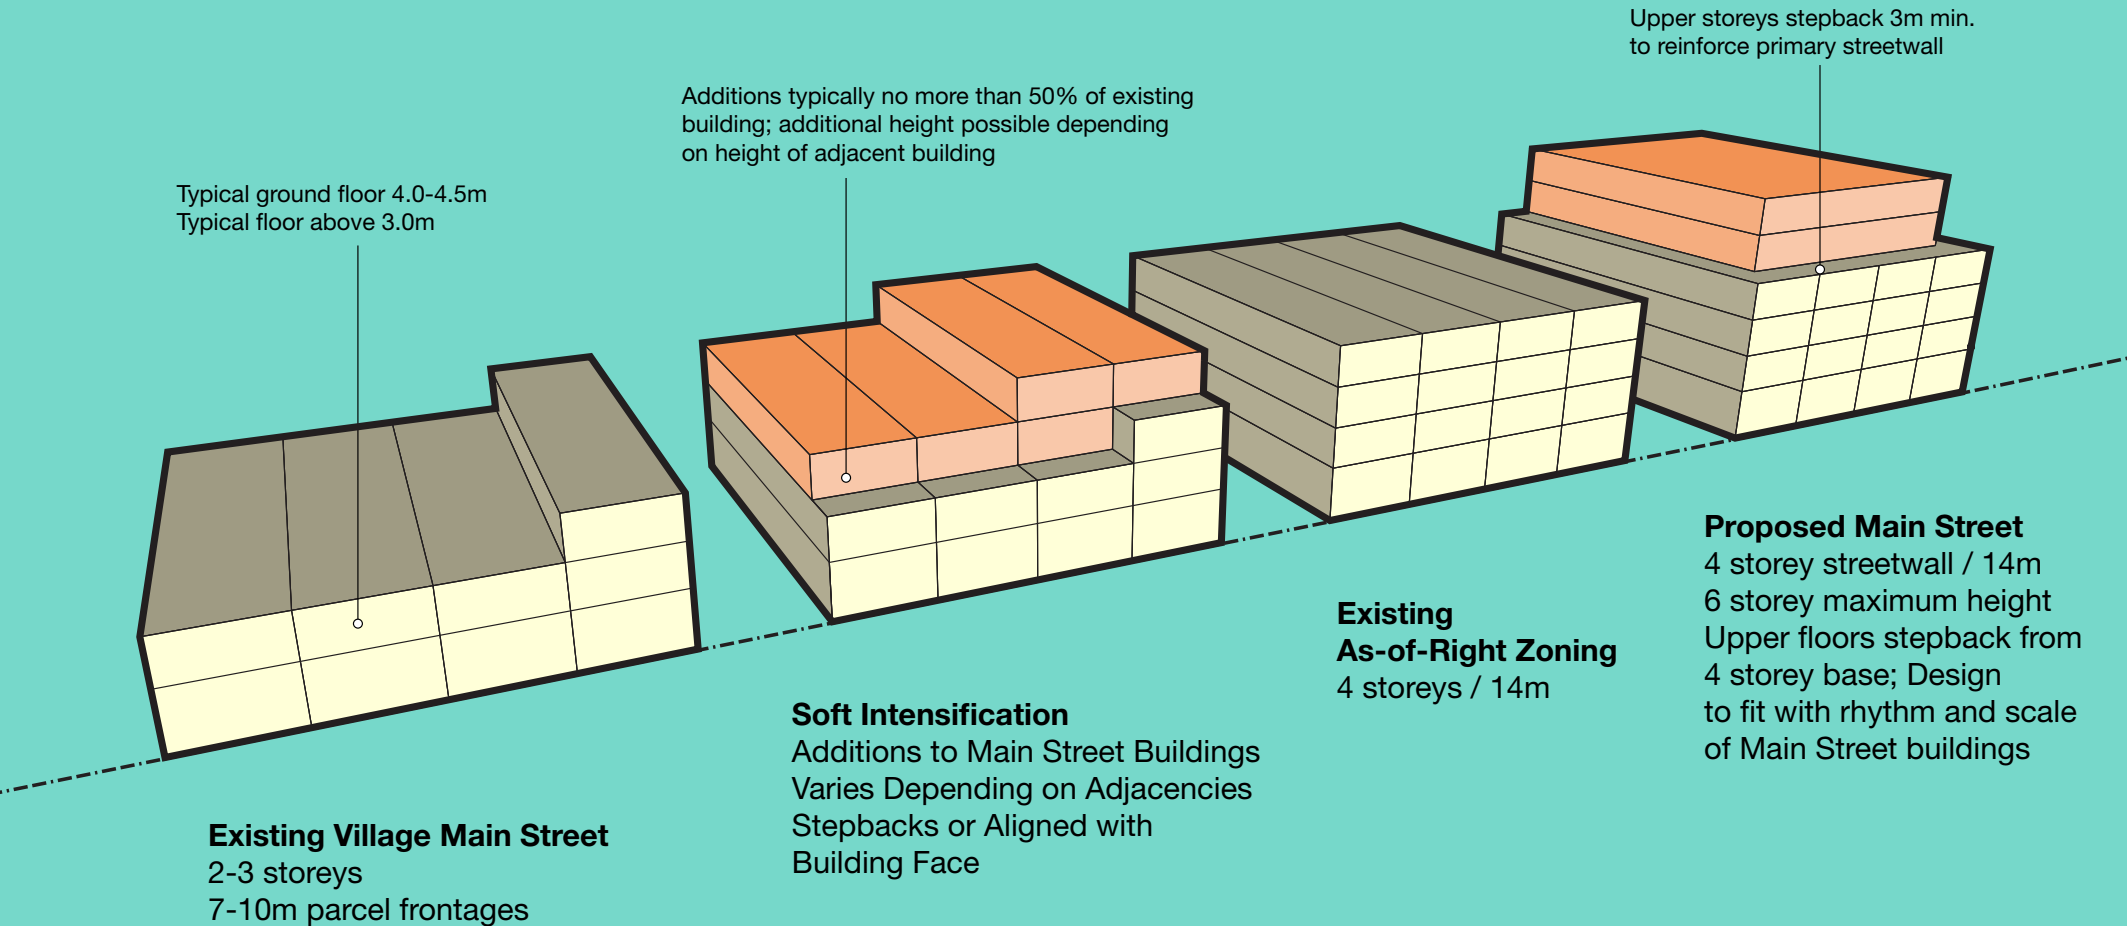 Upper storeys stepback 3m min.
to reinforce primary streetwall
Additions typically no more than 50% of existing
building; additional height possible depending
on height of adjacent building
Typical ground floor 4.0-4.5m
Typical floor above 3.0m
Existing Village Main Street
2-3 storeys
7-10m parcel frontages
Soft Intensification
Additions to Main Street Buildings
Varies Depending on Adjacencies
Stepbacks or Aligned with
Building Face
Existing
As-of-Right Zoning
4 storeys / 14m
Proposed Main Street
4 storey streetwall / 14m
6 storey maximum height
Upper floors stepback from
4 storey base; Design
to fit with rhythm and scale
of Main Street buildings